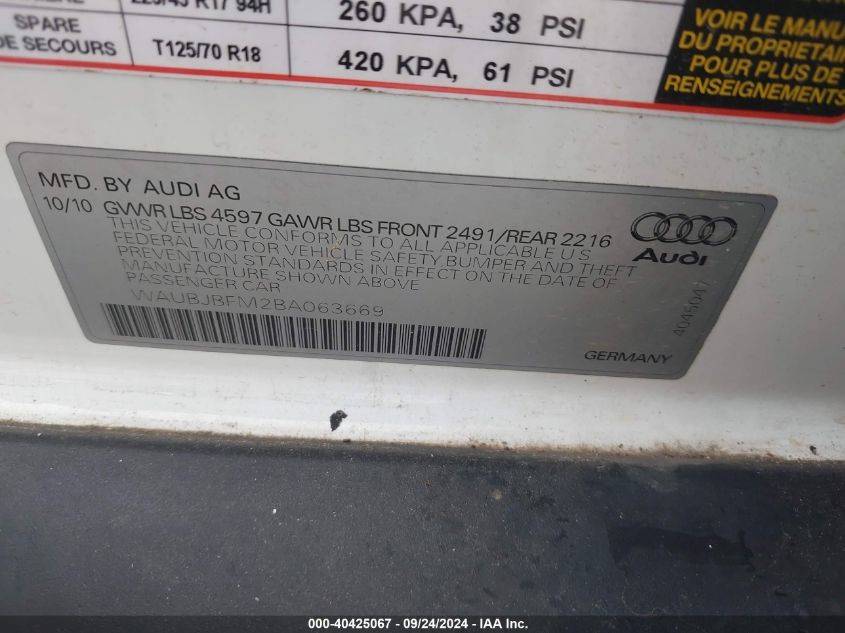 R17 94H
260 KPA, 38 PSI
SPARE
DE SECOURS
T125/70 R18
420 KPA, 61 PSI
VOIR LE MANU
DU PROPRIETAI
POUR PLUS DE
RENSEIGNEMENTS
MFD. BY AUDI AG
10/10 GVWR LBS 4597 GAWR LBS FRONT 2491/REAR 2216
THIS VEHICLE CONFORMS TO ALL APPLICABLE U S
FEDERAL MOTOR VEHICLE SAFETY BUMPER AND THEFT
PREVENTION STANDARDS IN EFFECT ON THE DATE OF
MANUFACTURE SHOWN ABOVE
PASSENGER CAR
WAUBJBFM2BA063669
Audi
4045047
GERMANY
000-40425067 - 09/24/2024 - IAA Inc.